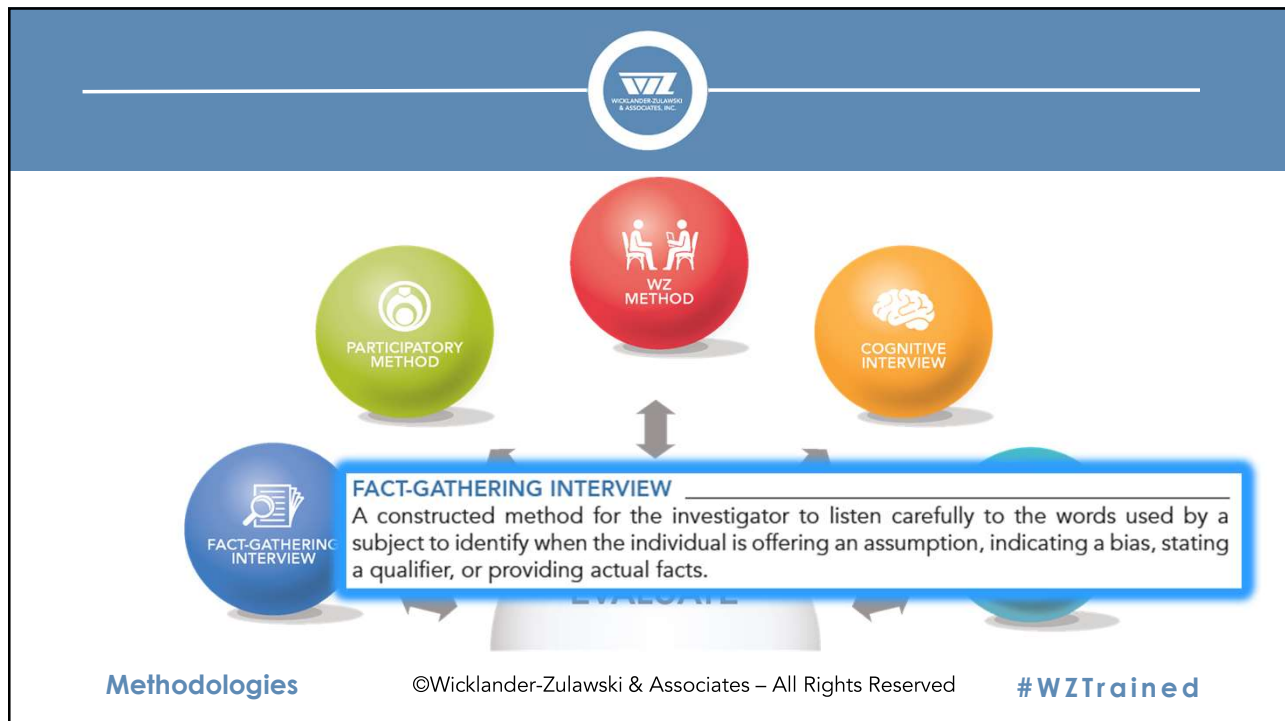 WZ
WICKLANDER-ZULAWSKI
& ASSOCIATES, INC.
WZ
METHOD
PARTICIPATORY
METHOD
COGNITIVE
INTERVIEW
FACT-GATHERING
INTERVIEW
FACT-GATHERING INTERVIEW
A constructed method for the investigator to listen carefully to the words used by a
subject to identify when the individual is offering an assumption, indicating a bias, stating
a qualifier, or providing actual facts.
EVALUATE
Methodologies
©Wicklander-Zulawski & Associates – All Rights Reserved
#WZTrained